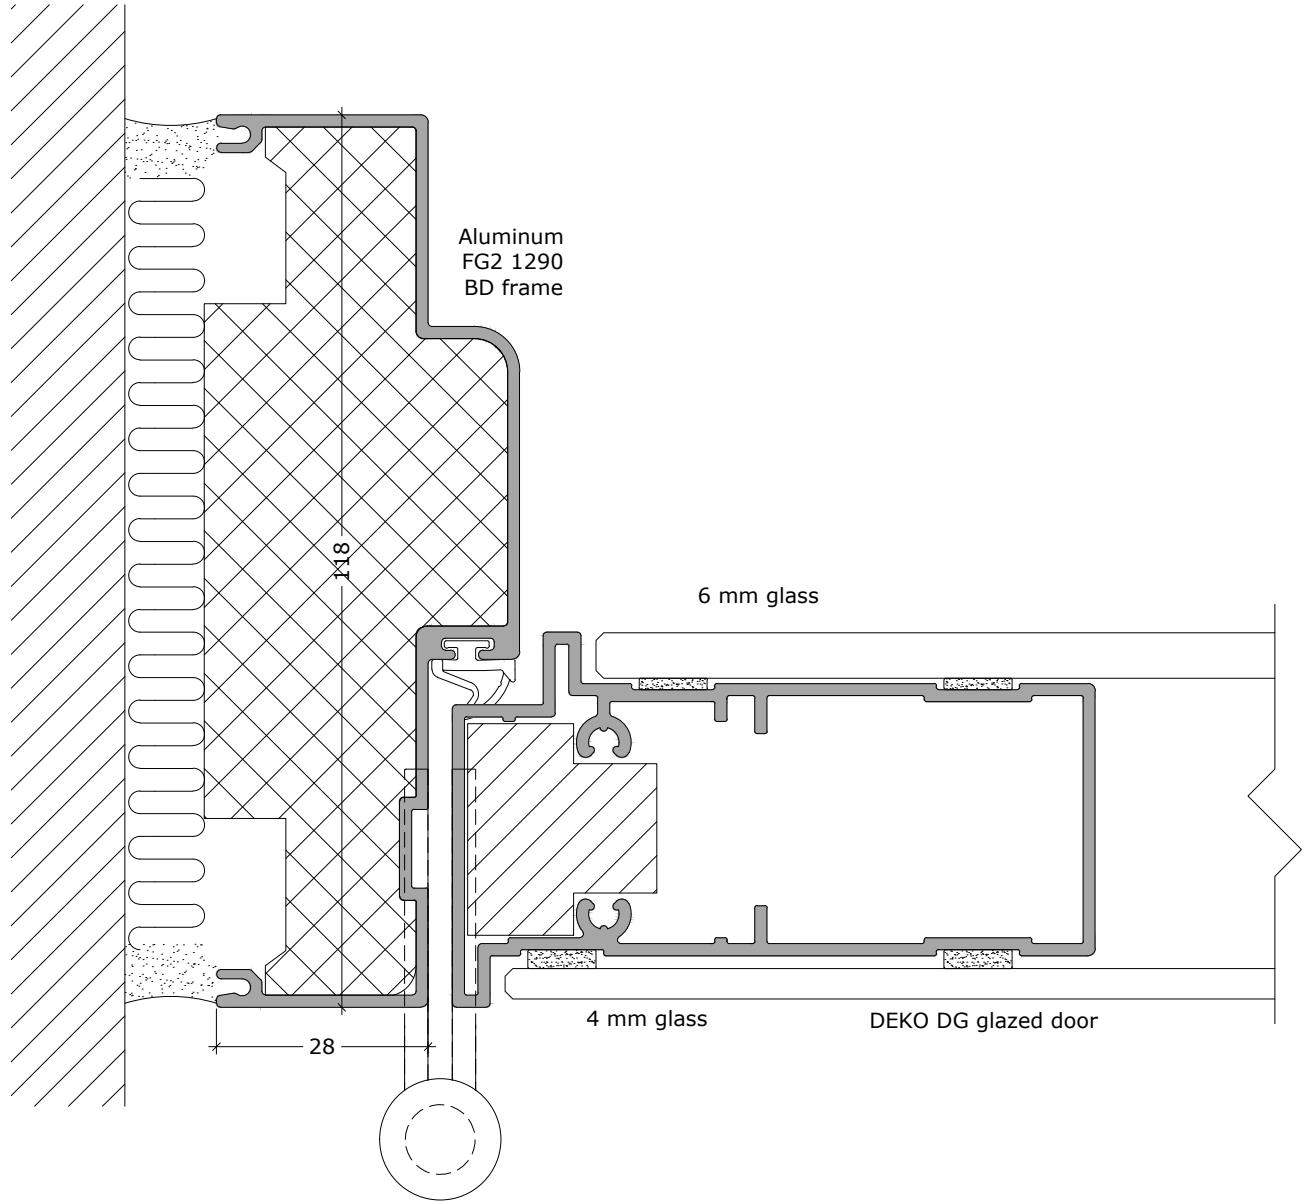 Aluminum
FG2 1290
BD frame
118
6 mm glass
4 mm glass
DEKO DG glazed door
28